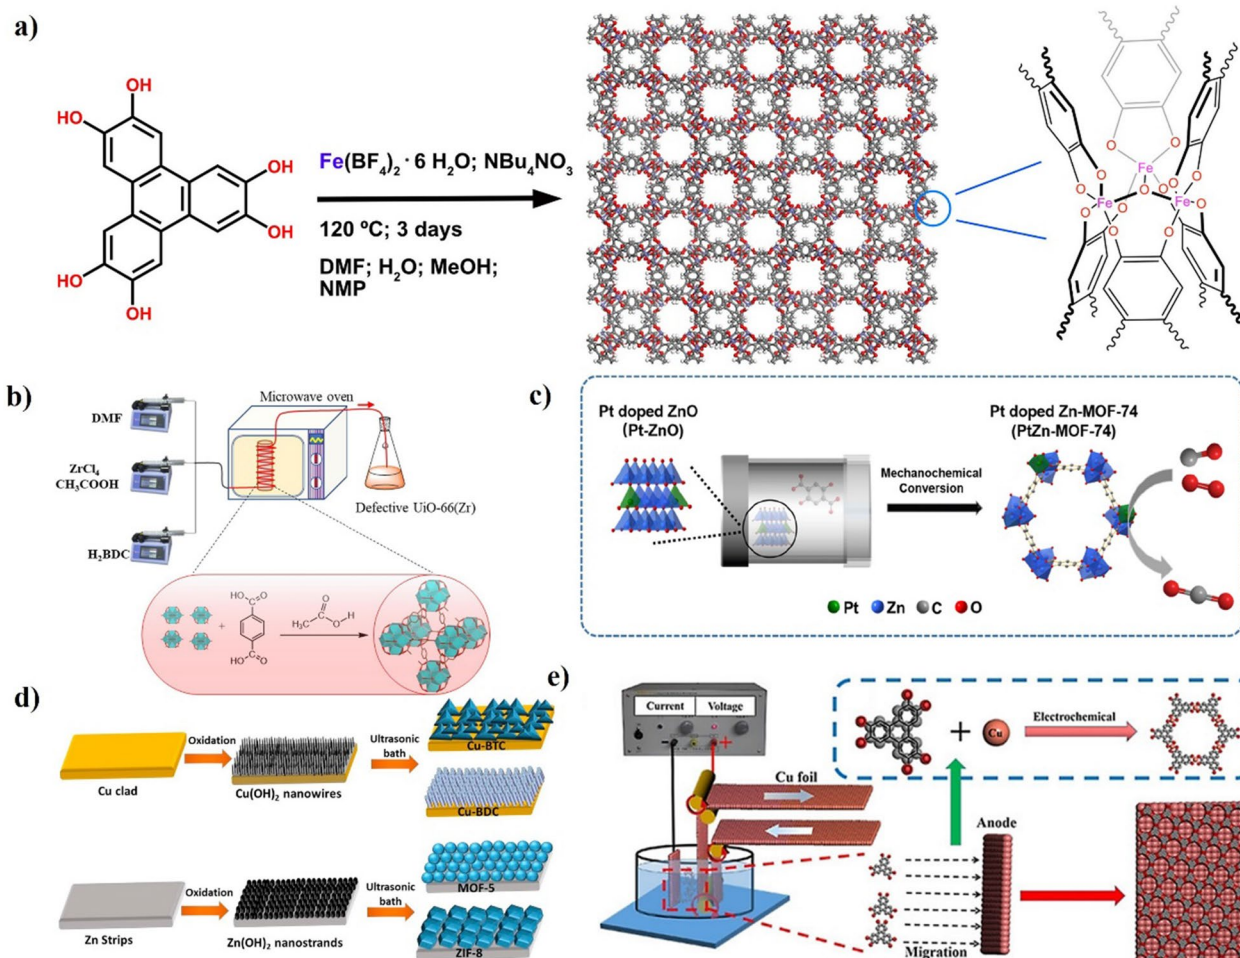 a)
OH
HO
OH
HO
OH
OH
Fe(BF₄)₂ · 6 H₂O; NBu₄NO₃
120 ºC; 3 days
DMF; H₂O; MeOH;
NMP
O
O
O
O
Fe
O
O
O
O
Fe
O
Fe
O
O
O
O
b)
Microwave oven
DMF
ZrCl₄
CH₃COOH
H₂BDC
Defective UiO-66(Zr)
HO
O
C
+
C
HO
O
O
H₃C
C
O
H
c)
Pt doped ZnO
(Pt-ZnO)
Mechanochemical
Conversion
Pt doped Zn-MOF-74
(PtZn-MOF-74)
Pt
Zn
C
O
d)
Cu clad
Oxidation
Cu(OH)₂ nanowires
Ultrasonic
bath
Cu-BTC
Cu-BDC
Zn Strips
Oxidation
Zn(OH)₂ nanostrands
Ultrasonic
bath
MOF-5
ZIF-8
e)
Current
Voltage
-
+
Cu foil
+
Cu
Electrochemical
Anode
Migration